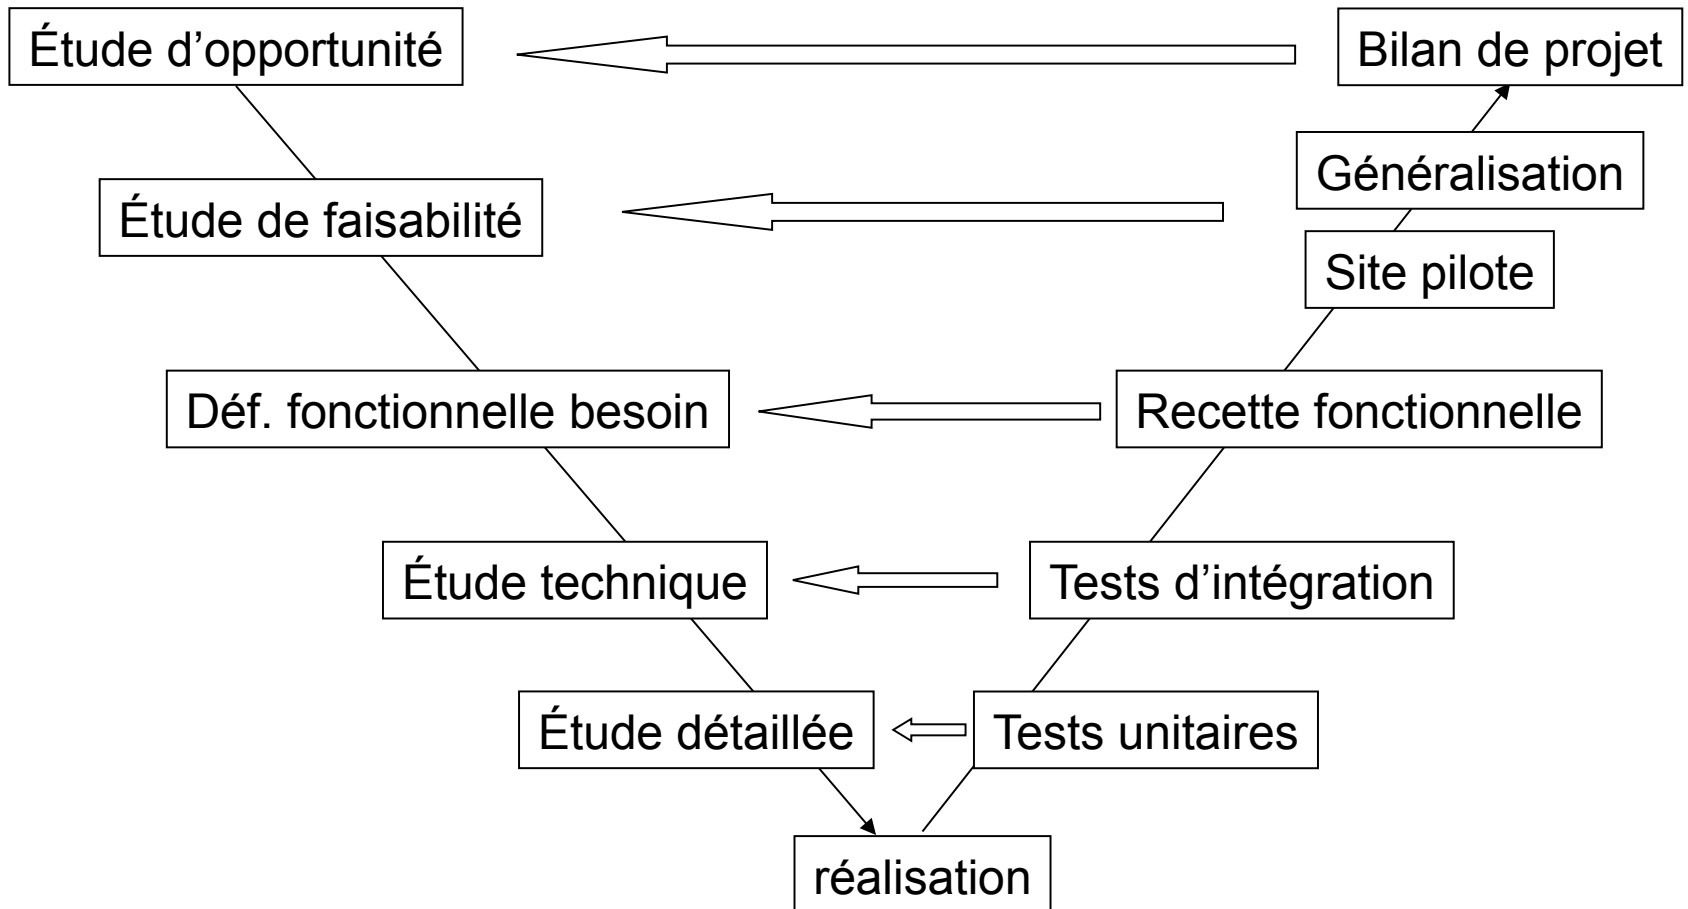 Étude d’opportunité
Bilan de projet
Généralisation
Étude de faisabilité
Site pilote
Déf. fonctionnelle besoin
Recette fonctionnelle
Étude technique
Tests d’intégration
Étude détaillée
Tests unitaires
réalisation